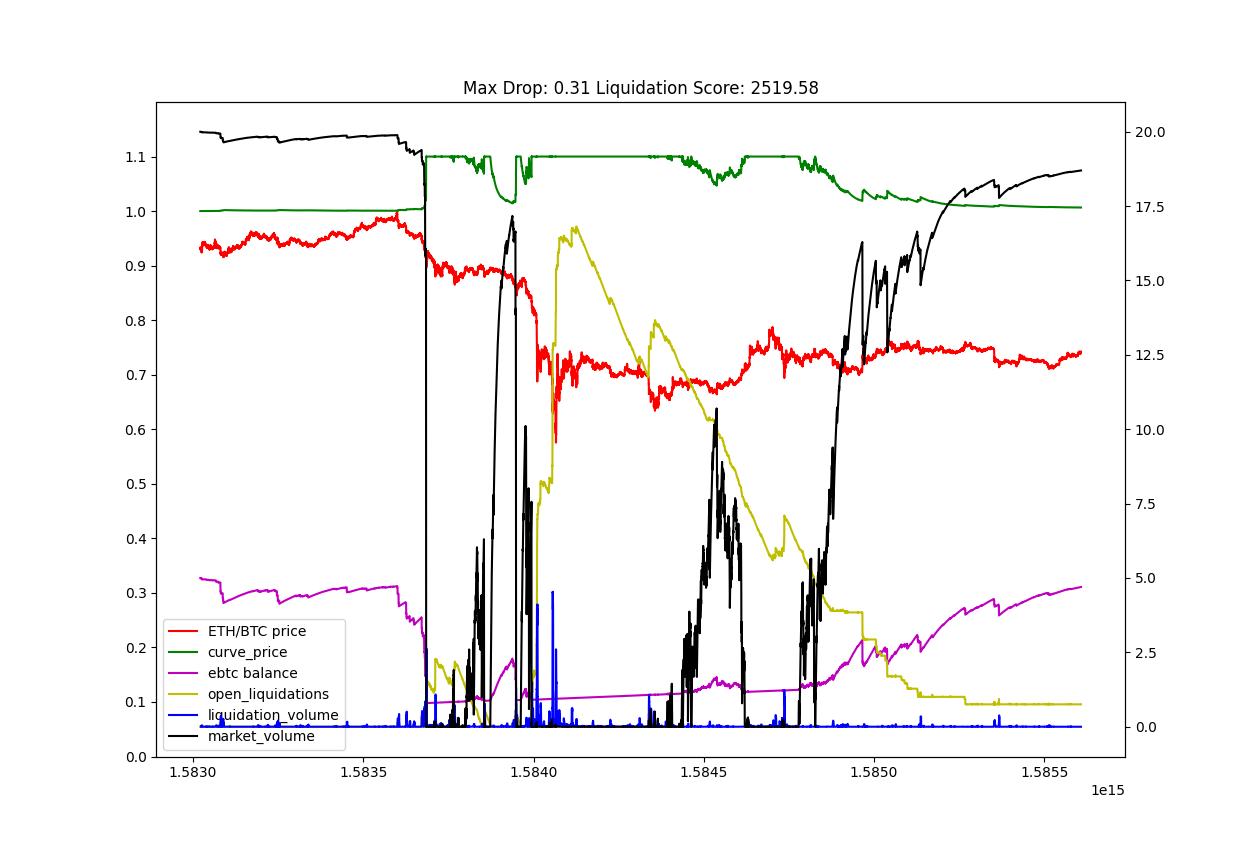 Max Drop: 0.31 Liquidation Score: 2519.58
1.1
1.0
0.9
0.8
0.7
0.6
0.5
0.4
0.3
0.2
0.1
0.0
20.0
17.5
15.0
12.5
10.0
7.5
5.0
2.5
0.0
ETH/BTC price
curve_price
ebtc balance
open_liquidations
liquidation_volume
market_volume
1.5830 1.5835 1.5840 1.5845 1.5850 1.5855
1e15